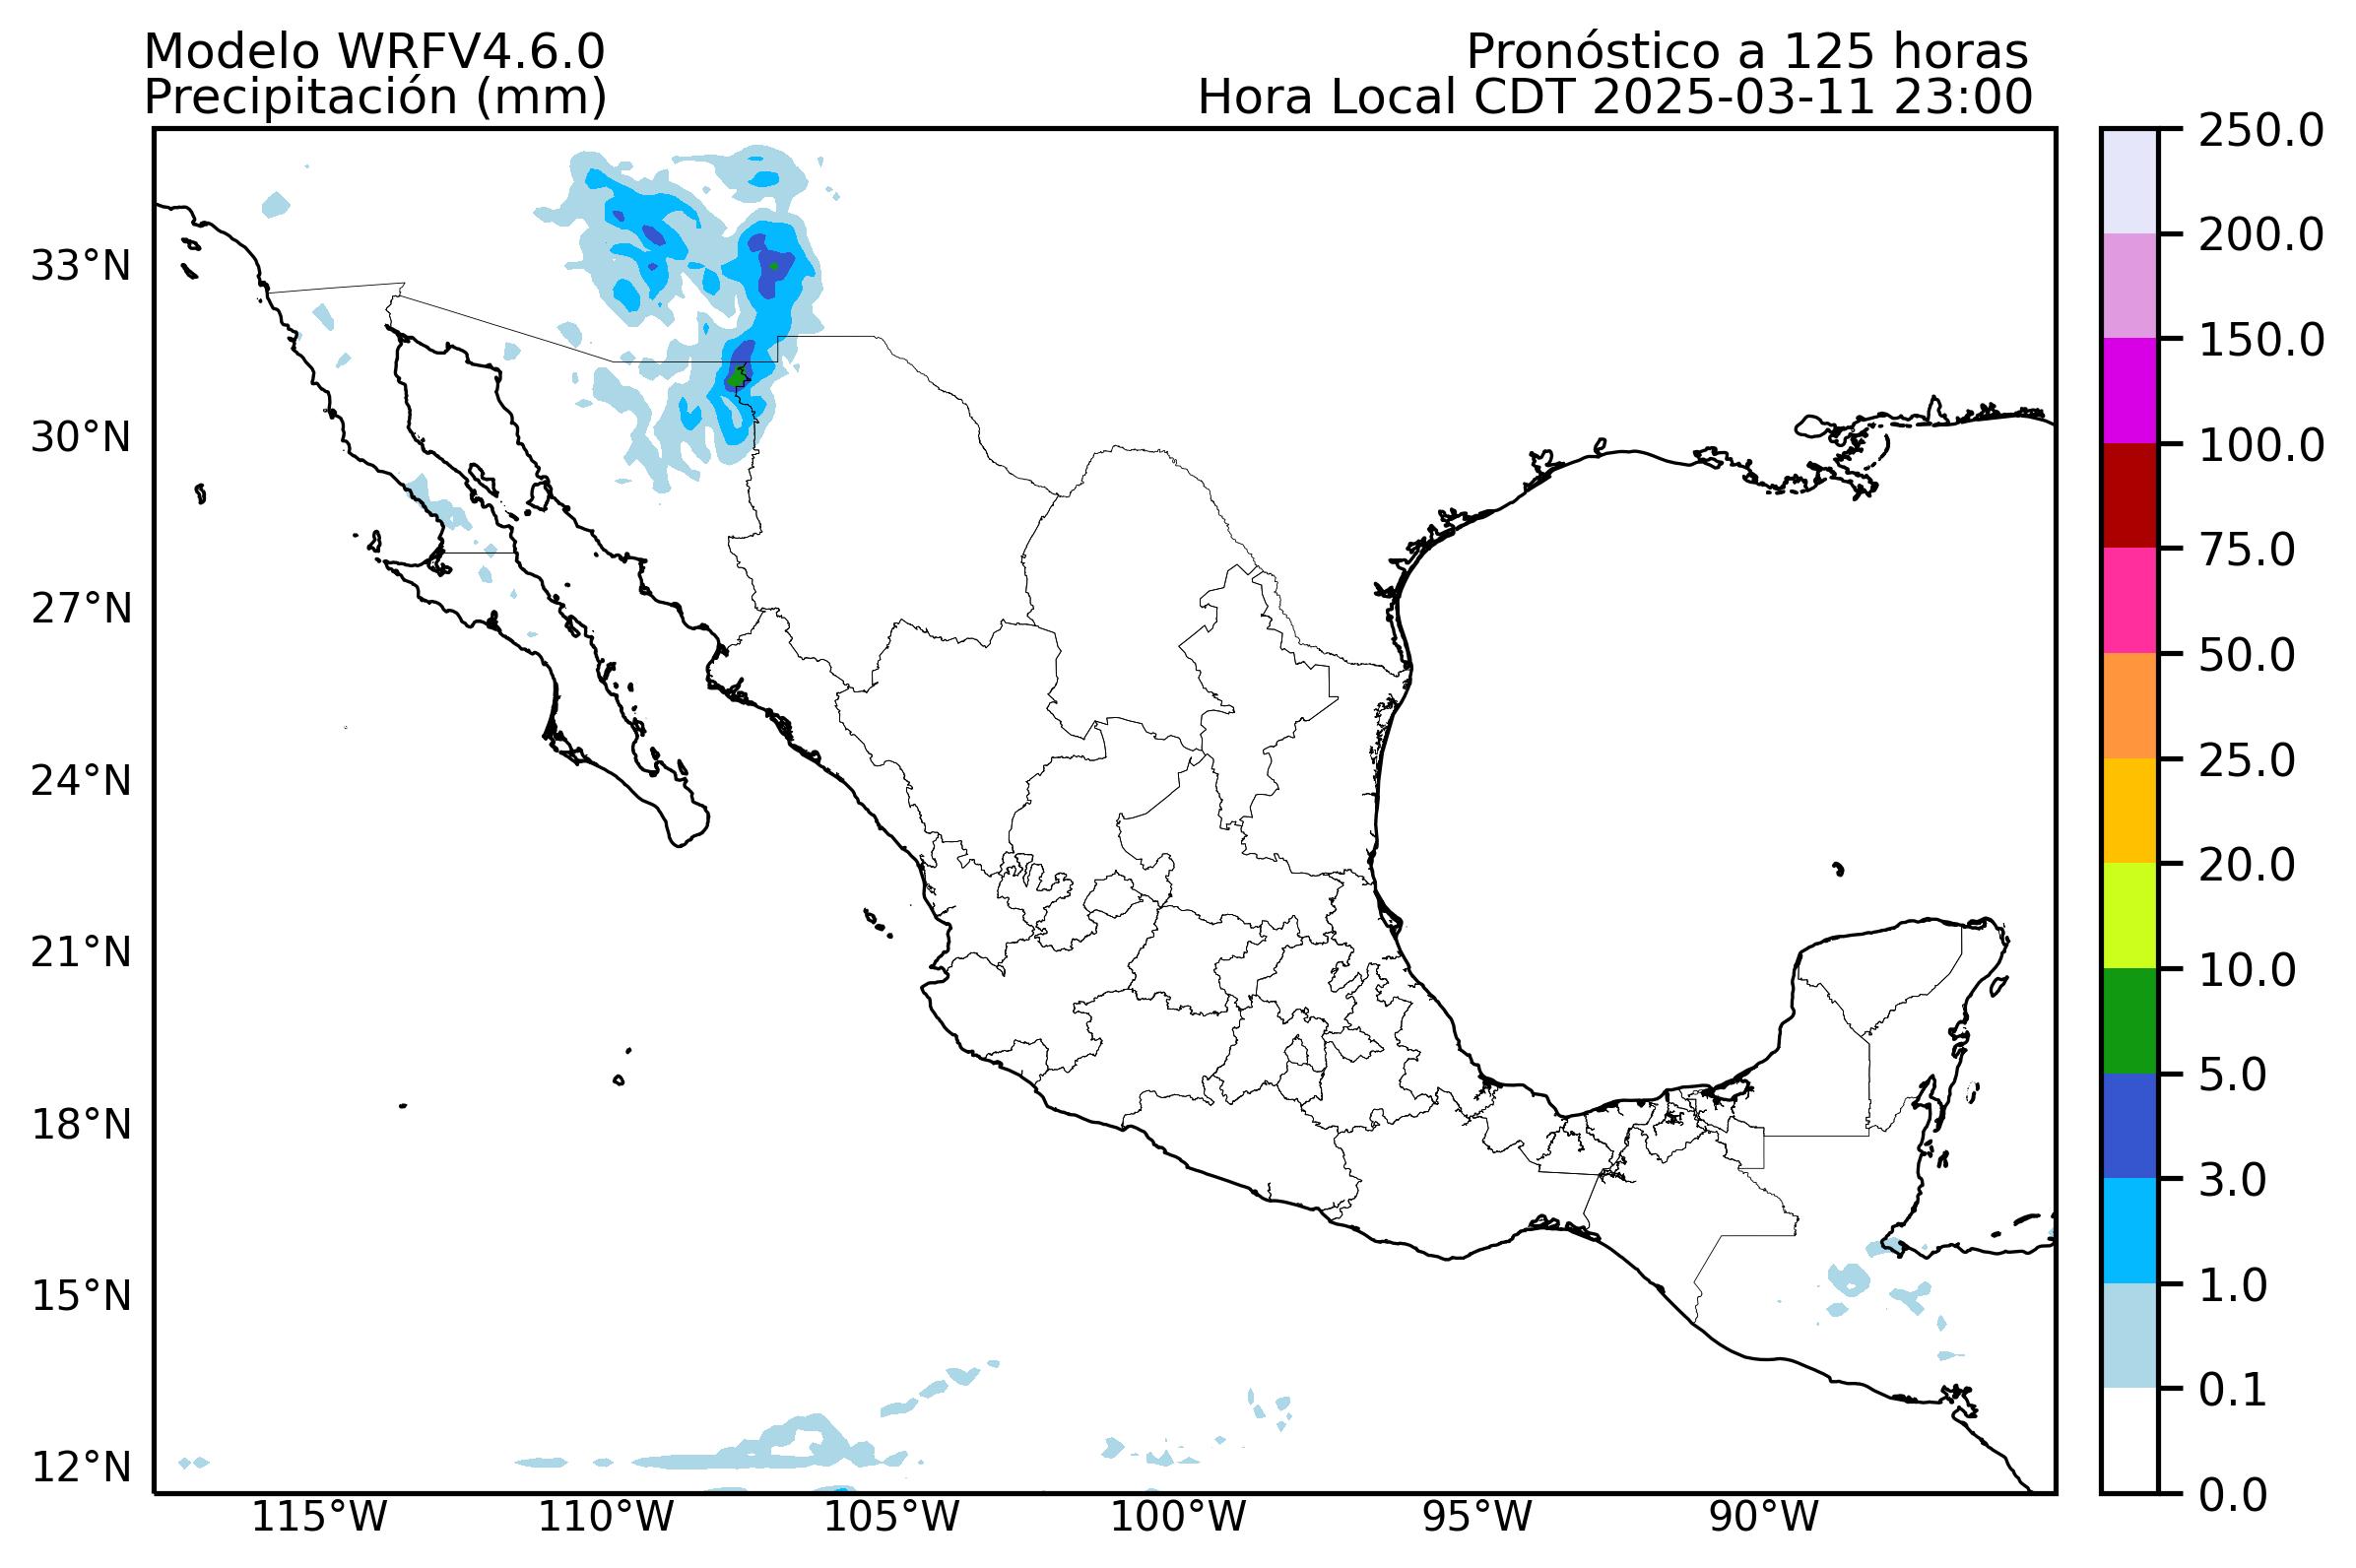 Modelo WRFV4.6.0
Pronóstico a 125 horas
Precipitación (mm)
Hora Local CDT 2025-03-11 23:00
250.0
200.0
150.0
100.0
75.0
50.0
25.0
20.0
10.0
5.0
3.0
1.0
0.1
0.0
33°N
30°N
27°N
24°N
21°N
18°N
15°N
12°N
115°W
110°W
105°W
100°W
95°W
90°W